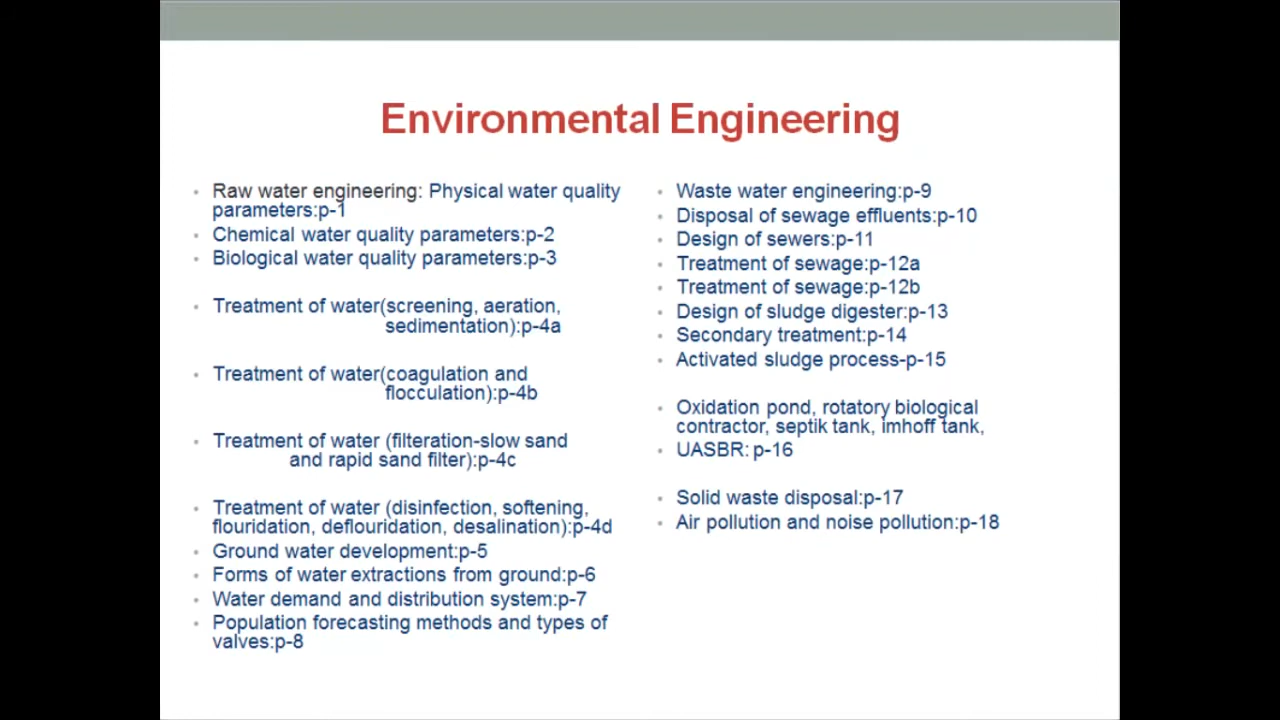 Environmental Engineering
Raw water engineering: Physical water quality
parameters:p-1
Chemical water quality parameters:p-2
Biological water quality parameters:p-3
Treatment of water(screening, aeration,
sedimentation):p-4a
Treatment of water(coagulation and
flocculation):p-4b
Treatment of water (filteration-slow sand
and rapid sand filter):p-4c
Treatment of water (disinfection, softening,
flouridation, deflouridation, desalination):p-4d
Ground water development:p-5
Forms of water extractions from ground:p-6
Water demand and distribution system:p-7
Population forecasting methods and types of
valves:p-8
Waste water engineering:p-9
Disposal of sewage effluents:p-10
Design of sewers:p-11
Treatment of sewage:p-12a
Treatment of sewage:p-12b
Design of sludge digester:p-13
Secondary treatment:p-14
Activated sludge process-p-15
Oxidation pond, rotatory biological
contractor, septik tank, imhoff tank,
UASBR: p-16
Solid waste disposal:p-17
Air pollution and noise pollution:p-18